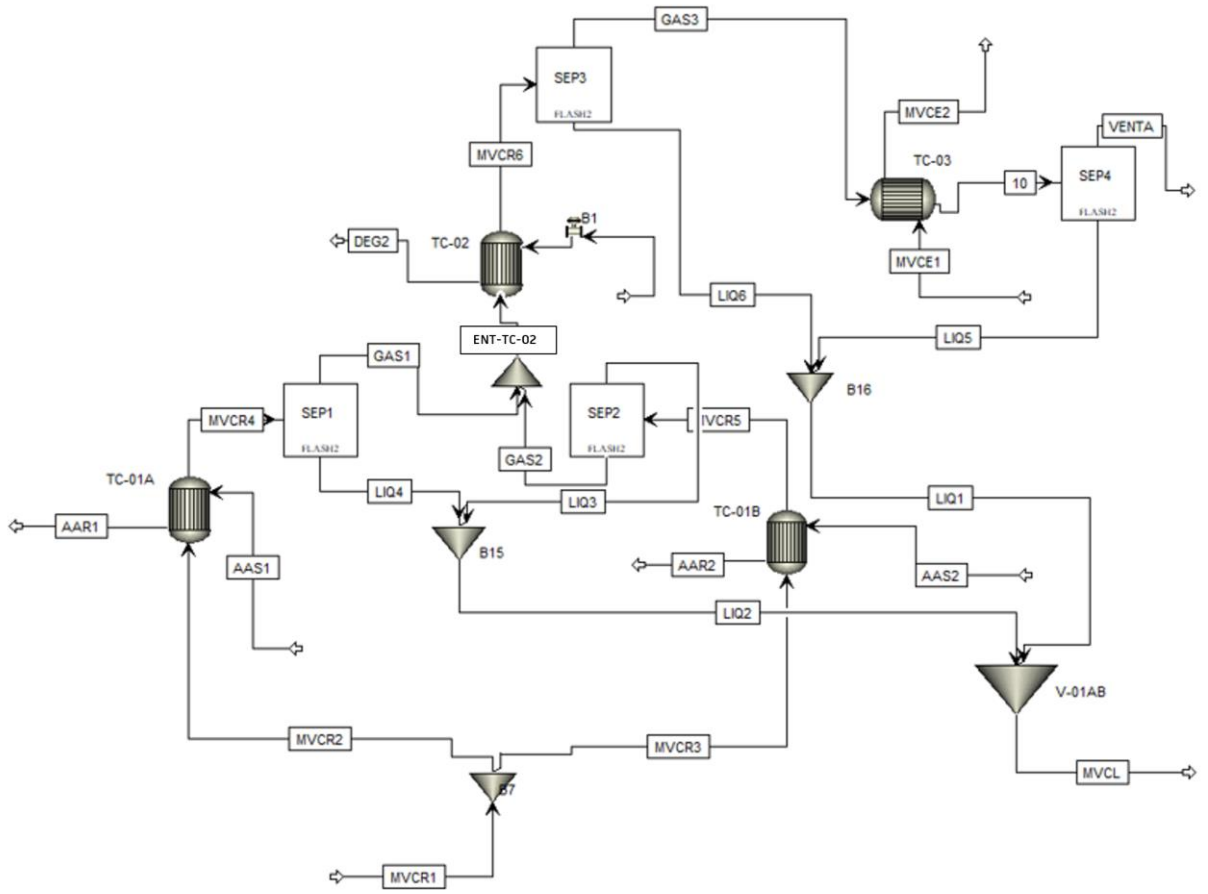 GAS3
SEP3
FLASH2
MVCE2
VENTA
TC-03
10
SEP4
FLASH2
MVCR6
B1
DEG2
TC-02
MVCE1
LIQ6
LIQ5
ENT-TC-02
GAS1
B16
SEP1
FLASH2
SEP2
FLASH2
MVCR4
IVCR5
GAS2
TC-01A
LIQ4
LIQ3
LIQ1
TC-01B
AAR1
B15
AAS1
AAR2
AAS2
LIQ2
V-01AB
MVCR2
MVCR3
MVCL
B7
MVCR1